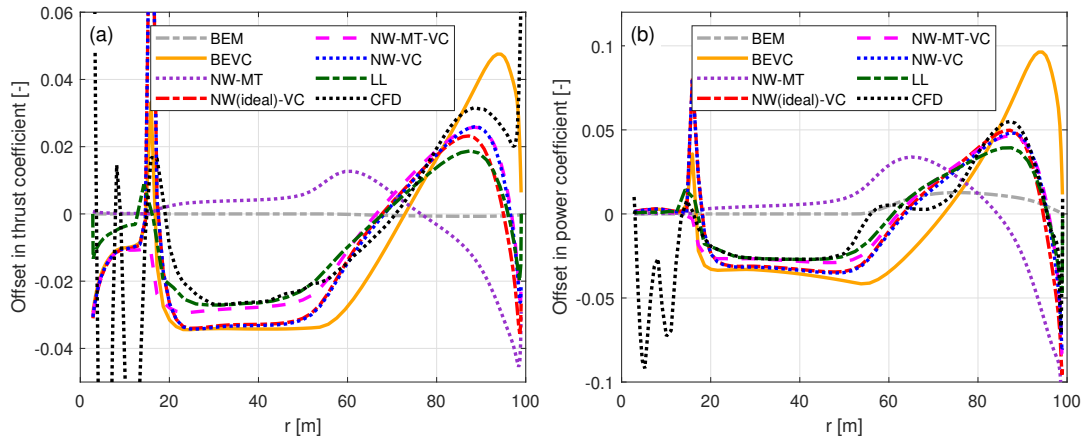 (a)
Offset in thrust coefficient [-]
0.06
0.04
0.02
0
-0.02
-0.04
BEM
BEVC
NW-MT
NW(ideal)-VC
NW-MT-VC
NW-VC
LL
CFD
0 20 40 60 80 100
r [m]
(b)
Offset in power coefficient [-]
0.1
0.05
0
-0.05
-0.1
BEM
BEVC
NW-MT
NW(ideal)-VC
NW-MT-VC
NW-VC
LL
CFD
0 20 40 60 80 100
r [m]